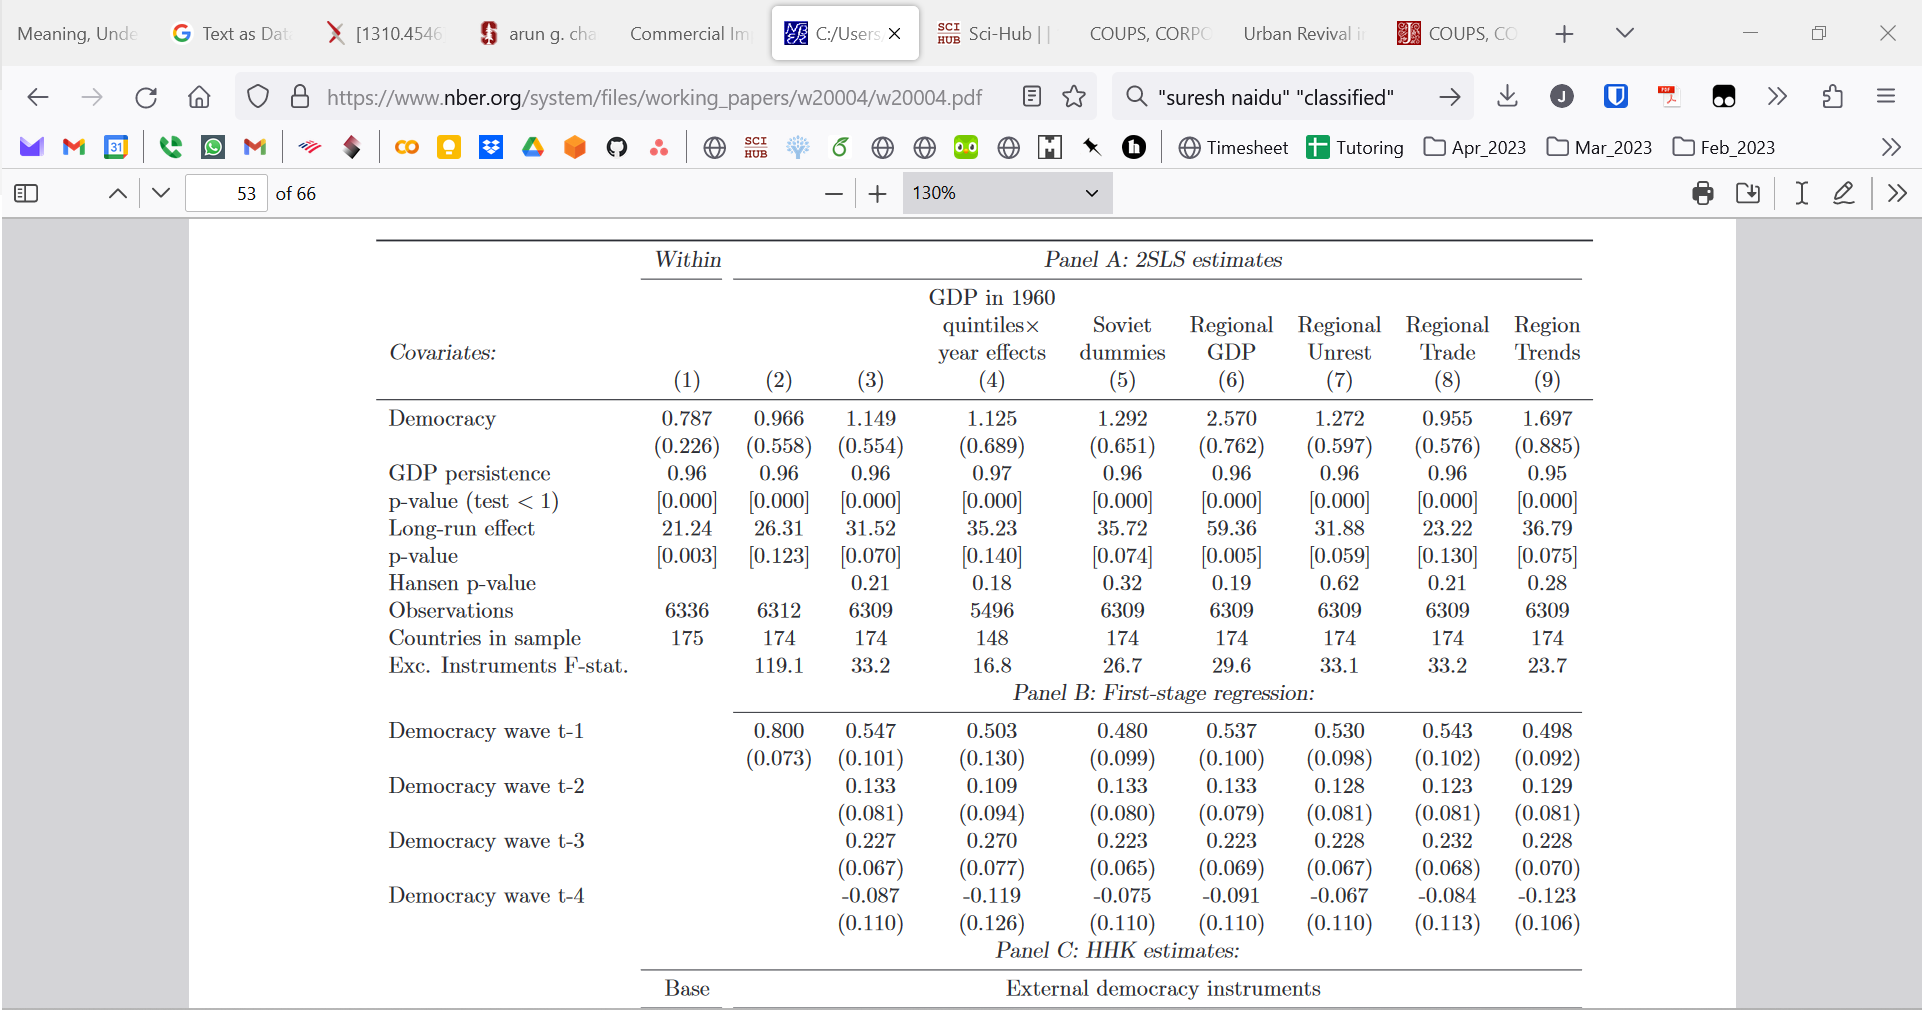 Meaning, Unde Text as Dat [1310.4546 arun g. cha Commercial Im C:/Users Sci-Hub | | COUPS, CORPO Urban Revival i COUPS, CO
https://www.nber.org/system/files/working_papers/w20004/w20004.pdf "suresh naidu" "classified" J
31 SCI HUB Timesheet Tutoring Apr_2023 Mar_2023 Feb_2023
53 of 66 130%
Within Panel A: 2SLS estimates
GDP in 1960
quintiles× Soviet Regional Regional Regional Region
Covariates: year effects dummies GDP Unrest Trade Trends
(1) (2) (3) (4) (5) (6) (7) (8) (9)
Democracy 0.787 0.966 1.149 1.125 1.292 2.570 1.272 0.955 1.697
(0.226) (0.558) (0.554) (0.689) (0.651) (0.762) (0.597) (0.576) (0.885)
GDP persistence 0.96 0.96 0.96 0.97 0.96 0.96 0.96 0.96 0.95
p-value (test < 1) [0.000] [0.000] [0.000] [0.000] [0.000] [0.000] [0.000] [0.000] [0.000]
Long-run effect 21.24 26.31 31.52 35.23 35.72 59.36 31.88 23.22 36.79
p-value [0.003] [0.123] [0.070] [0.140] [0.074] [0.005] [0.059] [0.130] [0.075]
Hansen p-value 0.21 0.18 0.32 0.19 0.62 0.21 0.28
Observations 6336 6312 6309 5496 6309 6309 6309 6309 6309
Countries in sample 175 174 174 148 174 174 174 174 174
Exc. Instruments F-stat. 119.1 33.2 16.8 26.7 29.6 33.1 33.2 23.7
Panel B: First-stage regression:
Democracy wave t-1 0.800 0.547 0.503 0.480 0.537 0.530 0.543 0.498
(0.073) (0.101) (0.130) (0.099) (0.100) (0.098) (0.102) (0.092)
Democracy wave t-2 0.133 0.109 0.133 0.133 0.128 0.123 0.129
(0.081) (0.094) (0.080) (0.079) (0.081) (0.081) (0.081)
Democracy wave t-3 0.227 0.270 0.223 0.223 0.228 0.232 0.228
(0.067) (0.077) (0.065) (0.069) (0.067) (0.068) (0.070)
Democracy wave t-4 -0.087 -0.119 -0.075 -0.091 -0.067 -0.084 -0.123
(0.110) (0.126) (0.110) (0.110) (0.110) (0.113) (0.106)
Panel C: HHK estimates:
Base External democracy instruments